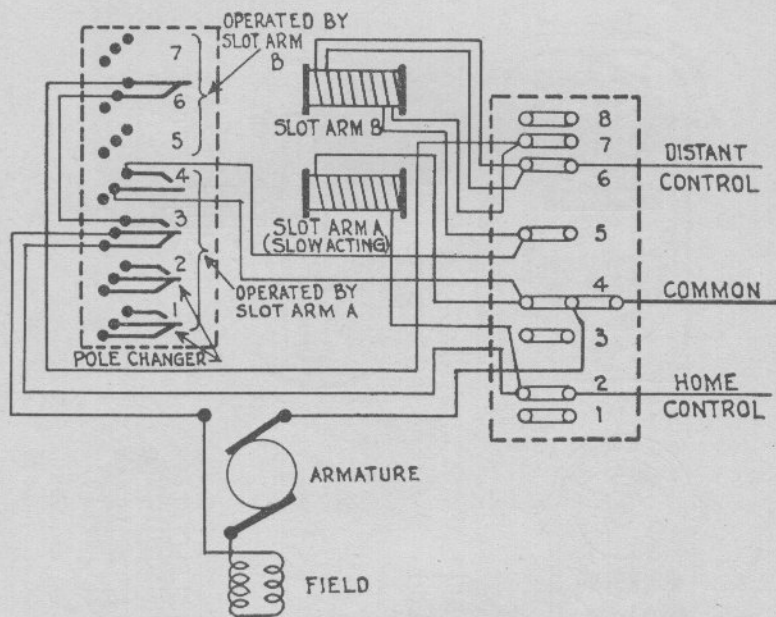 OPERATED BY
SLOT ARM
B
7
6
5
4
3
2
1
OPERATED BY
SLOT ARM A
POLE CHANGER
SLOT ARM B
SLOT ARM A
(SLOW ACTING)
8
7
6
5
4
3
2
1
DISTANT
CONTROL
COMMON
HOME
CONTROL
ARMATURE
FIELD